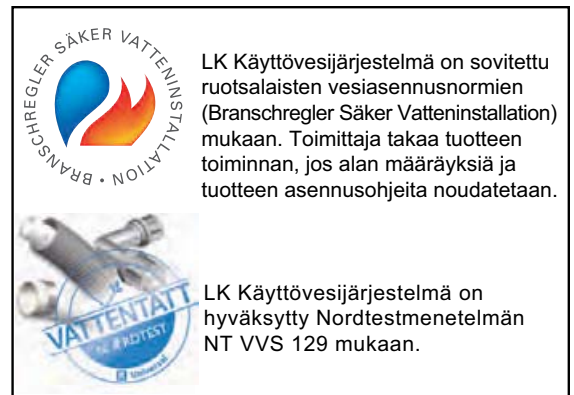 BRANSCHREGLER SÄKER VATTENINSTALLATION •
LK Käyttövesijärjestelmä on sovitettu
ruotsalaisten vesiasennusnormien
(Branschregler Säker Vatteninstallation)
mukaan. Toimittaja takaa tuotteen
toiminnan, jos alan määräyksiä ja
tuotteen asennusohjeita noudatetaan.
VATTENTÄTT
LK Käyttövesijärjestelmä on
hyväksytty Nordtestmenetelmän
NT VVS 129 mukaan.